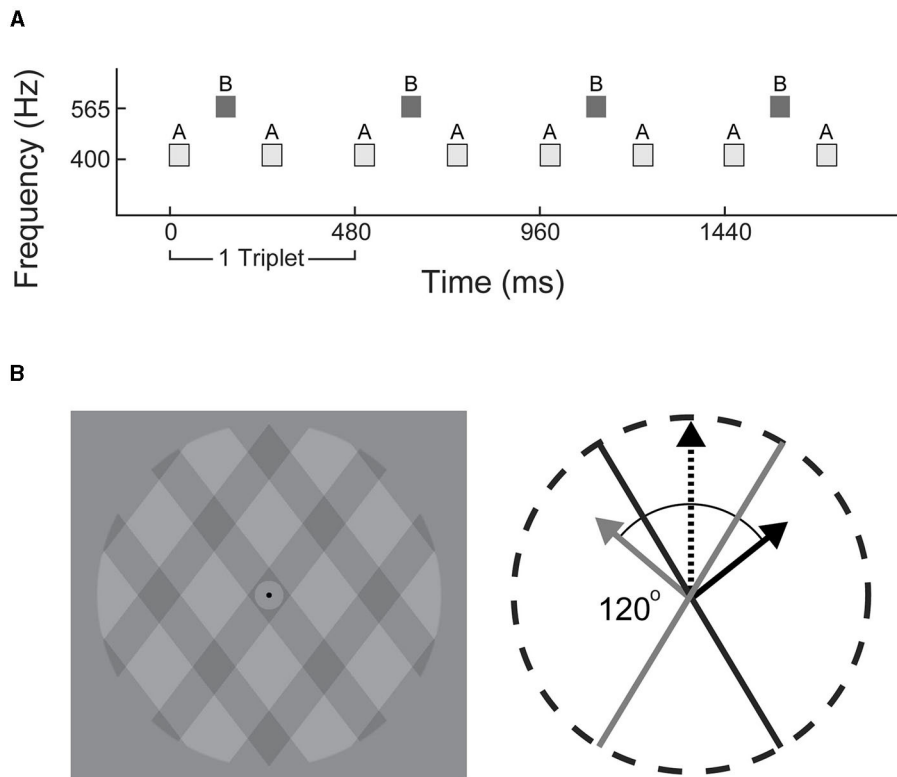 A
Frequency (Hz)
B B B B
565
A A A A A A A A
400
0 480 960 1440
1 Triplet
Time (ms)
B
120°